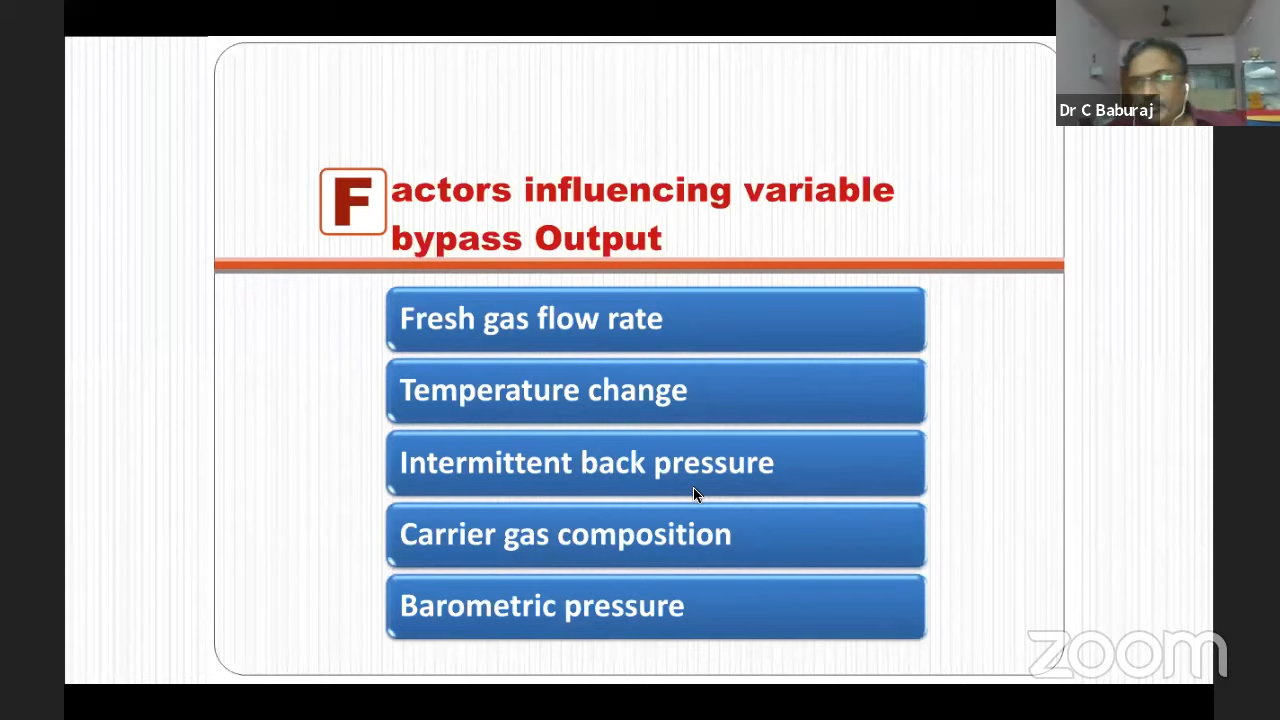 Dr C Baburaj
Factors influencing variable
bypass Output
Fresh gas flow rate
Temperature change
Intermittent back pressure
Carrier gas composition
Barometric pressure
zoom